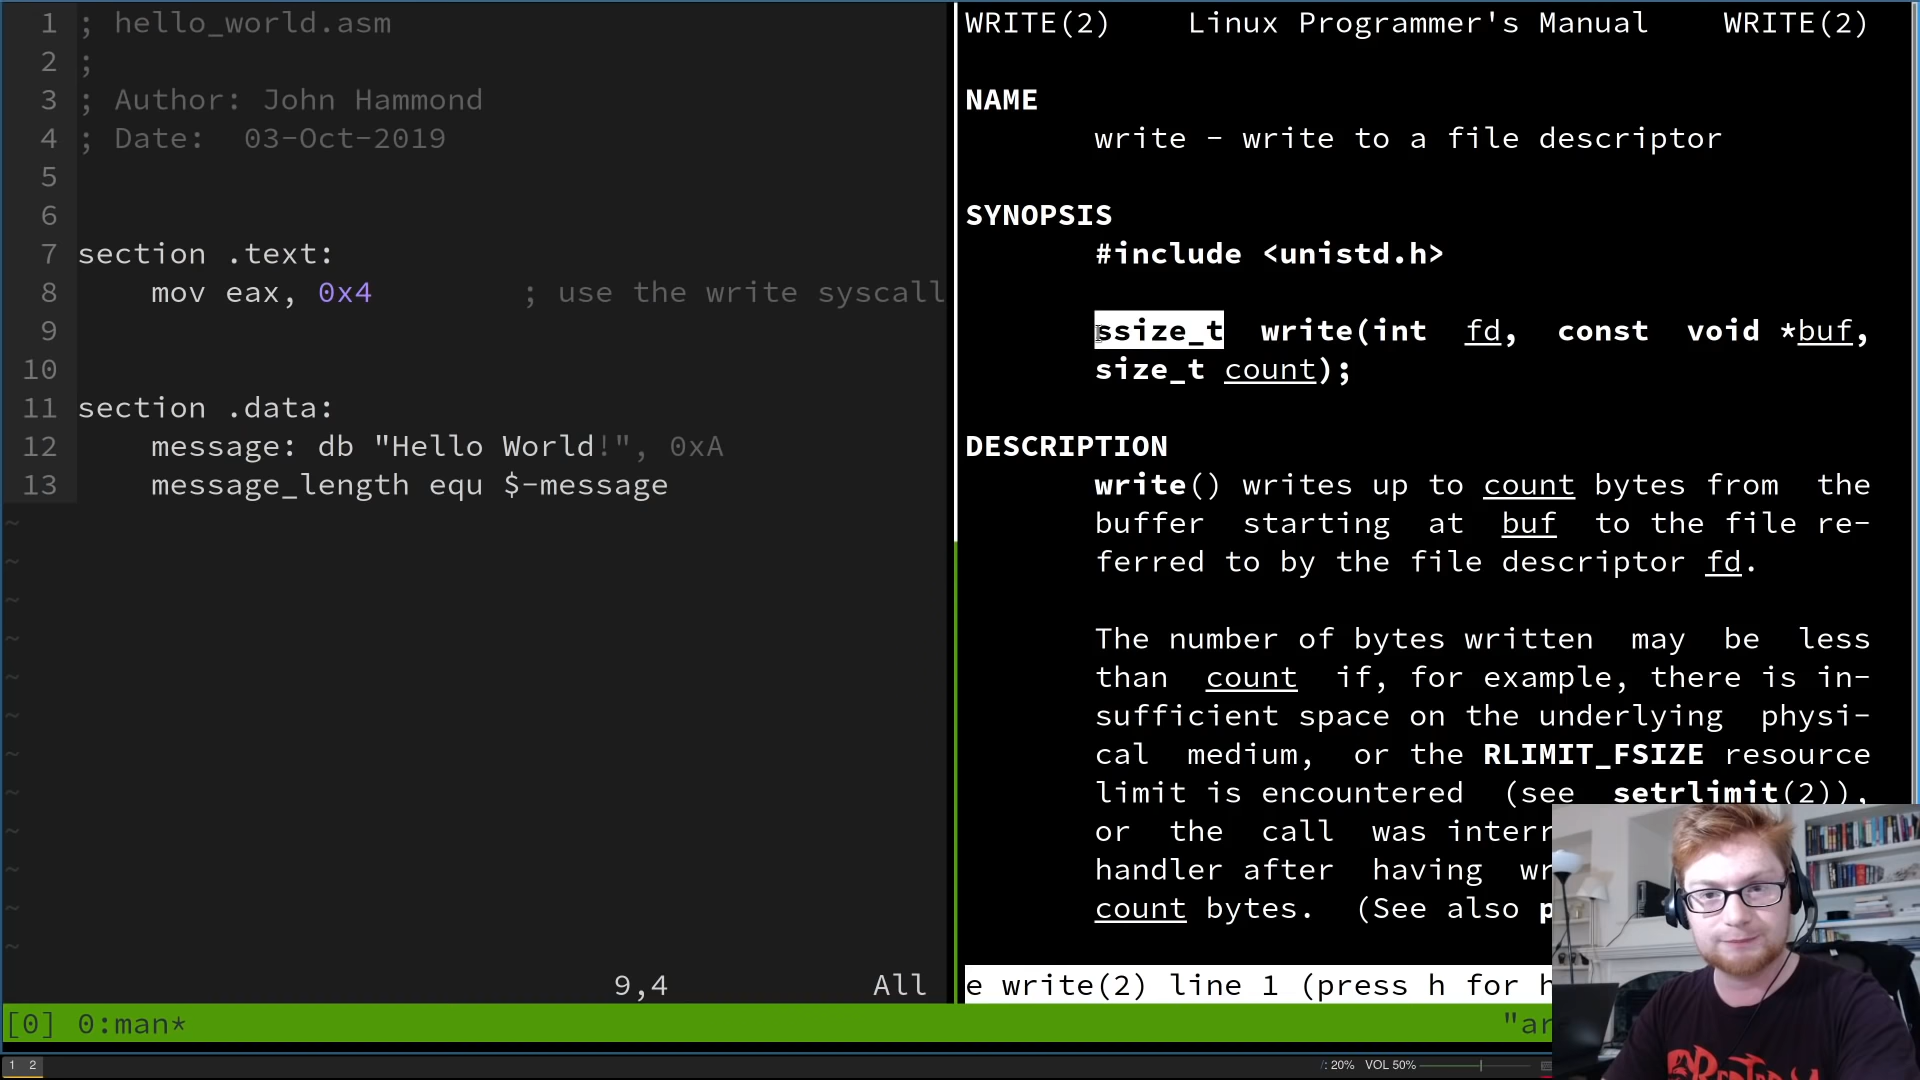 1 ; hello_world.asm
2 ;
3 ; Author: John Hammond
4 ; Date:  03-Oct-2019
5
6
7 section .text:
8     mov eax, 0x4        ; use the write syscall
9
10
11 section .data:
12     message: db "Hello World!", 0xA
13     message_length equ $-message
~
~
~
~
~
~
~
~
~
~
~
~
9,4 All
WRITE(2) Linux Programmer's Manual WRITE(2)
NAME
write - write to a file descriptor
SYNOPSIS
#include <unistd.h>
ssize_t write(int fd, const void *buf,
size_t count);
DESCRIPTION
write() writes up to count bytes from the
buffer starting at buf to the file re-
ferred to by the file descriptor fd.
The number of bytes written may be less
than count if, for example, there is in-
sufficient space on the underlying physi-
cal medium, or the RLIMIT_FSIZE resource
limit is encountered (see setrlimit(2)),
or the call was interr
handler after having wr
count bytes. (See also p
e write(2) line 1 (press h for h
[0] 0:man* "ar
1 2 /: 20% VOL 50%